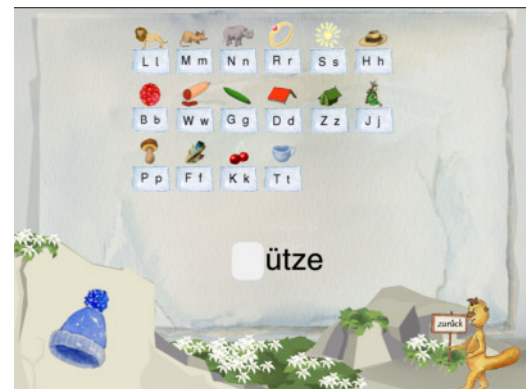 L l M m N n R r S s H h
B b W w G g D d Z z J j
P p F f K k T t
ütze
zurück